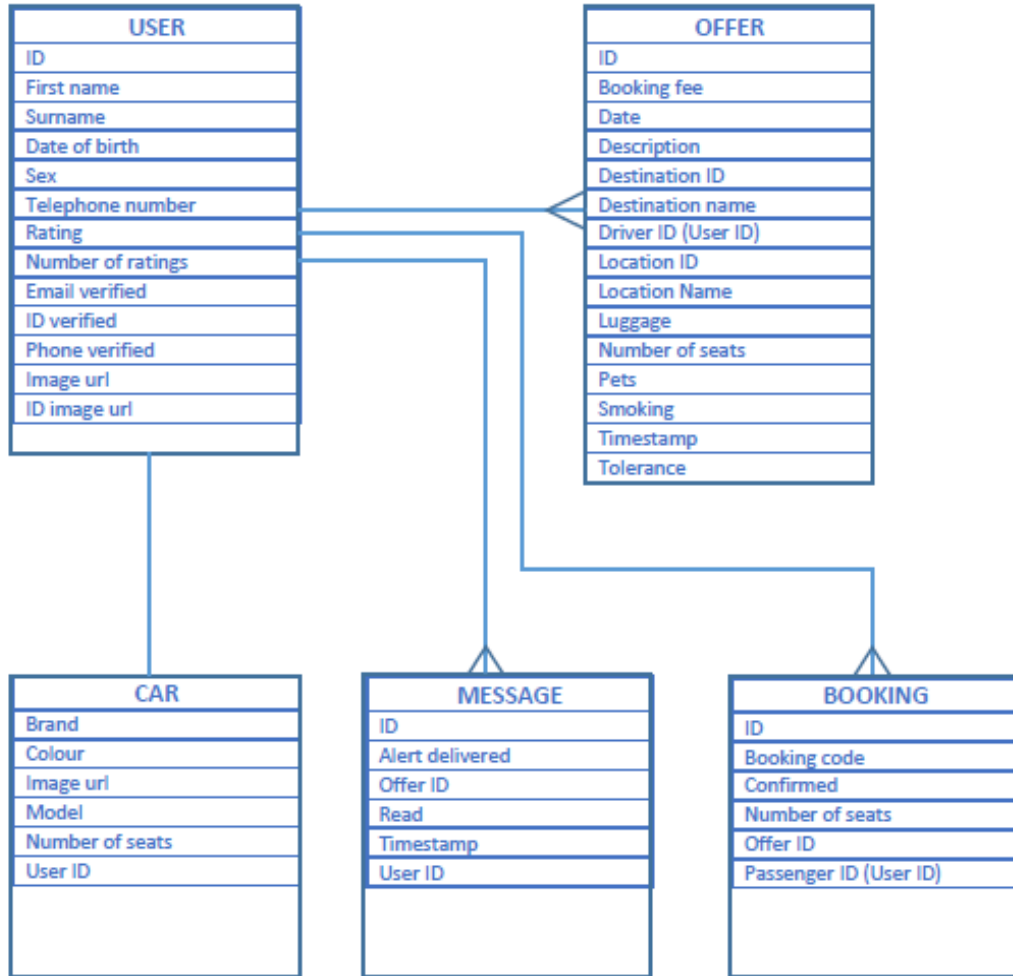 USER
ID
First name
Surname
Date of birth
Sex
Telephone number
Rating
Number of ratings
Email verified
ID verified
Phone verified
Image url
ID image url
OFFER
ID
Booking fee
Date
Description
Destination ID
Destination name
Driver ID (User ID)
Location ID
Location Name
Luggage
Number of seats
Pets
Smoking
Timestamp
Tolerance
CAR
Brand
Colour
Image url
Model
Number of seats
User ID
MESSAGE
ID
Alert delivered
Offer ID
Read
Timestamp
User ID
BOOKING
ID
Booking code
Confirmed
Number of seats
Offer ID
Passenger ID (User ID)